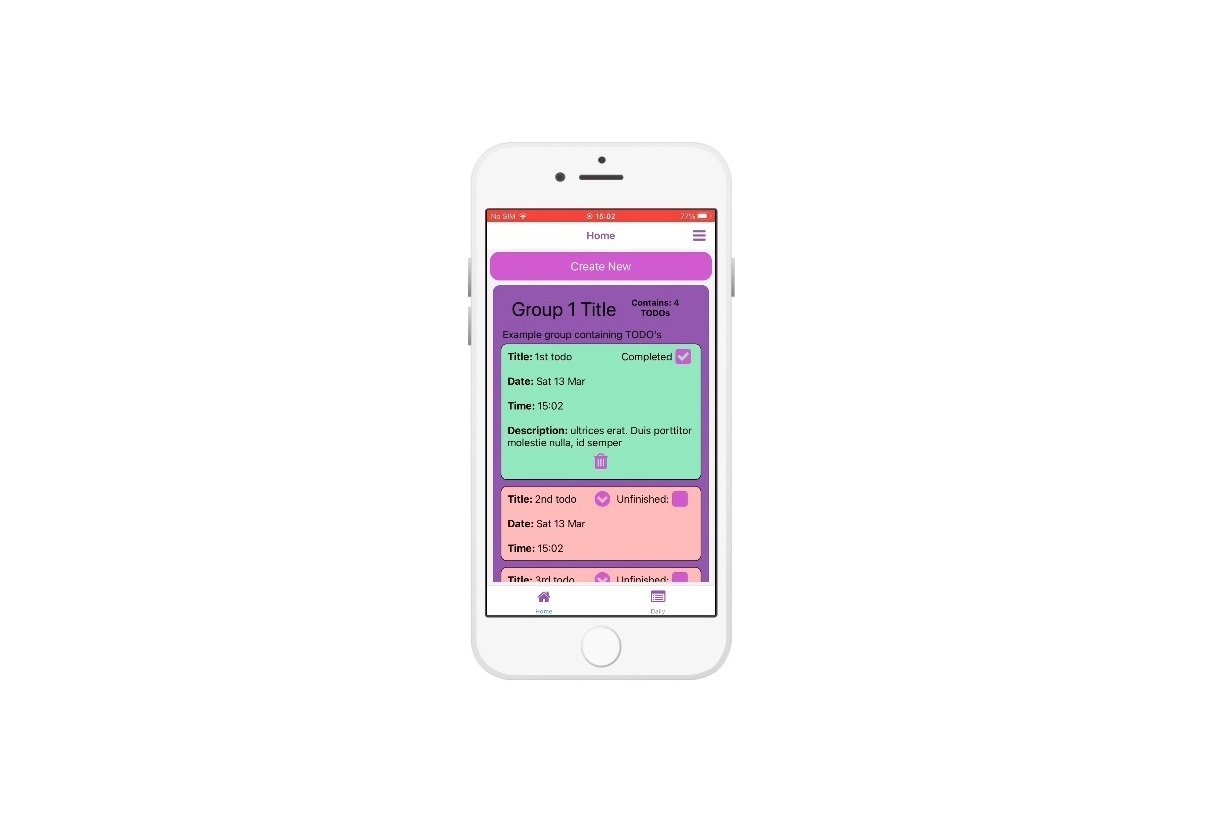 No SIM 15:02 77%
Home
Create New
Group 1 Title
Contains: 4
TODOs
Example group containing TODO's
Title: 1st todo Completed
Date: Sat 13 Mar
Time: 15:02
Description: ultrices erat. Duis porttitor
molestie nulla, id semper
Title: 2nd todo Unfinished:
Date: Sat 13 Mar
Time: 15:02
Title: 3rd todo Unfinished:
Home Daily